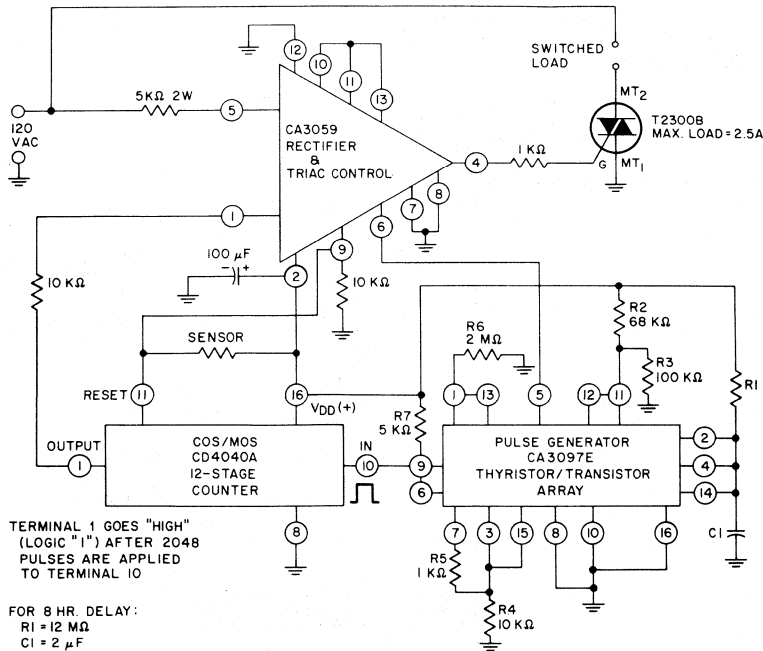 SWITCHED
LOAD
MT2
T2300B
MAX. LOAD = 2.5A
MT1
G
1 KΩ
4
12
10
11
13
5KΩ 2W
5
120
VAC
CA3059
RECTIFIER
&
TRIAC CONTROL
1
8
7
6
9
100 µF
- +
2
10 KΩ
10 KΩ
SENSOR
R6
2 MΩ
R2
68 KΩ
R3
100 KΩ
R1
RESET
11
16
VDD (+)
R7
5 KΩ
1
13
5
12
11
OUTPUT
1
COS/MOS
CD4040A
12-STAGE
COUNTER
IN
10
9
6
PULSE GENERATOR
CA3097E
THYRISTOR/TRANSISTOR
ARRAY
2
4
14
8
7
3
15
8
10
16
C1
R5
1 KΩ
R4
10 KΩ
TERMINAL 1 GOES "HIGH"
(LOGIC "1") AFTER 2048
PULSES ARE APPLIED
TO TERMINAL 10
FOR 8 HR. DELAY:
R1 = 12 MΩ
C1 = 2 µF